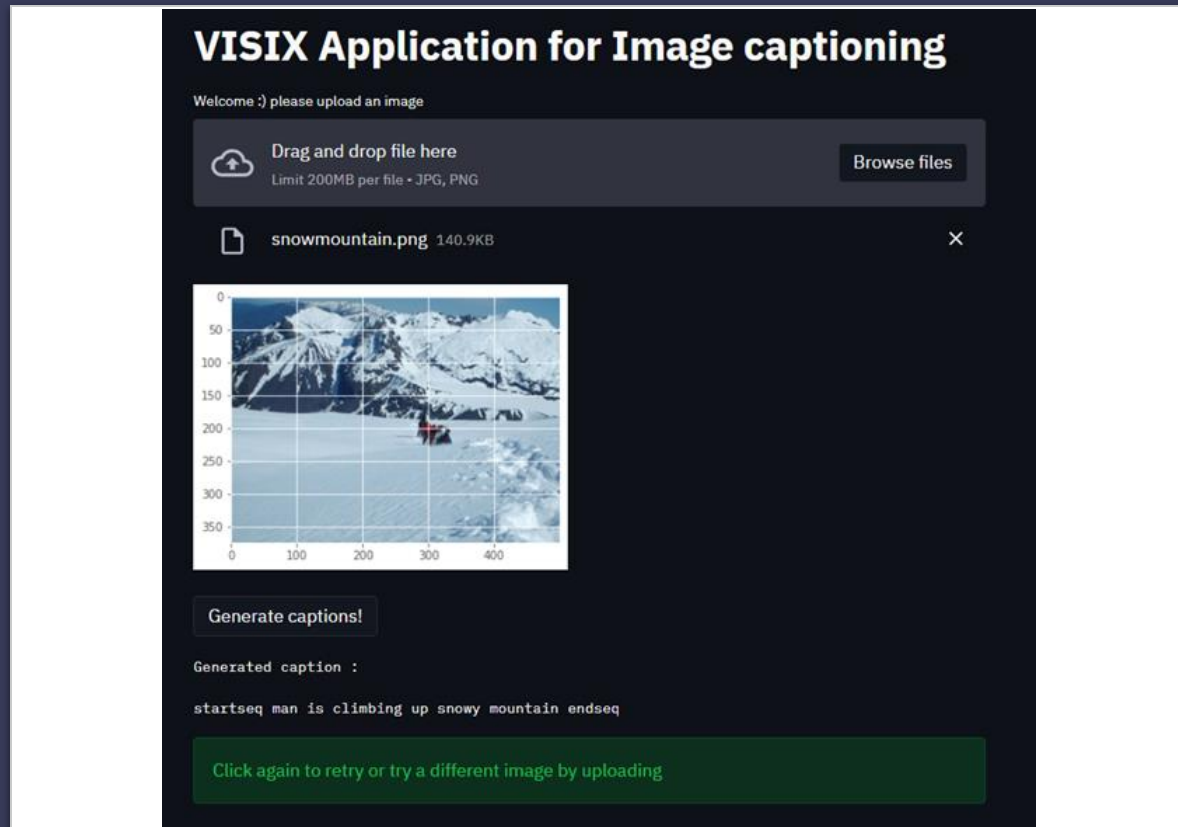 VISIX Application for Image captioning
Welcome :) please upload an image
Drag and drop file here
Browse files
Limit 200MB per file • JPG, PNG
snowmountain.png 140.9KB
0
50
100
150
200
250
300
350
0 100 200 300 400
Generate captions!
Generated caption :
startseq man is climbing up snowy mountain endseq
Click again to retry or try a different image by uploading